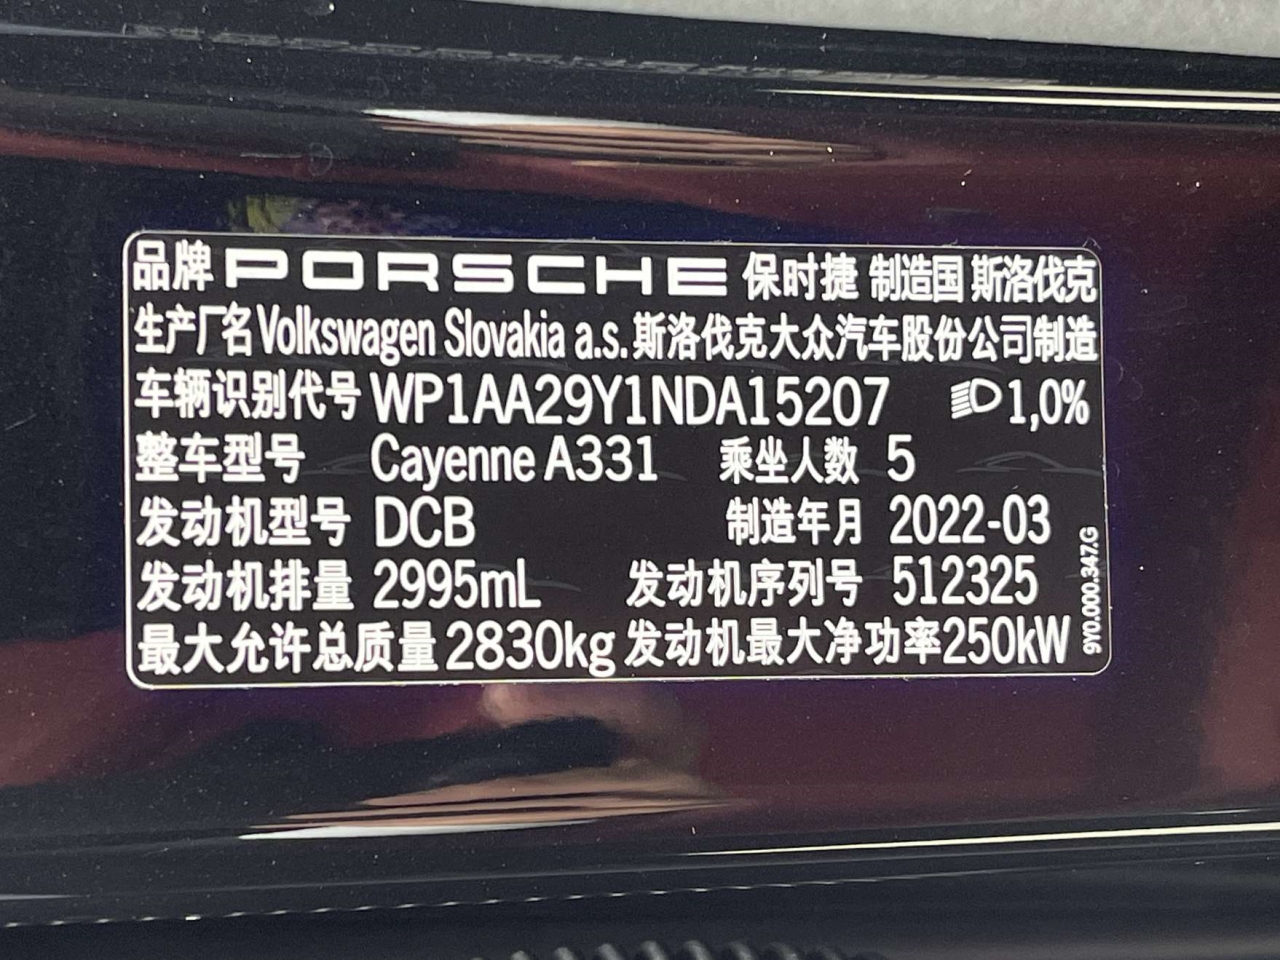 品牌 PORSCHE 保时捷 制造国 斯洛伐克
生产厂名 Volkswagen Slovakia a.s. 斯洛伐克大众汽车股份公司制造
车辆识别代号 WP1AA29Y1NDA15207 1,0%
整车型号 Cayenne A331 乘坐人数 5
发动机型号 DCB 制造年月 2022-03
发动机排量 2995mL 发动机序列号 512325
最大允许总质量 2830kg 发动机最大净功率 250kW
9Y0.000.347.G